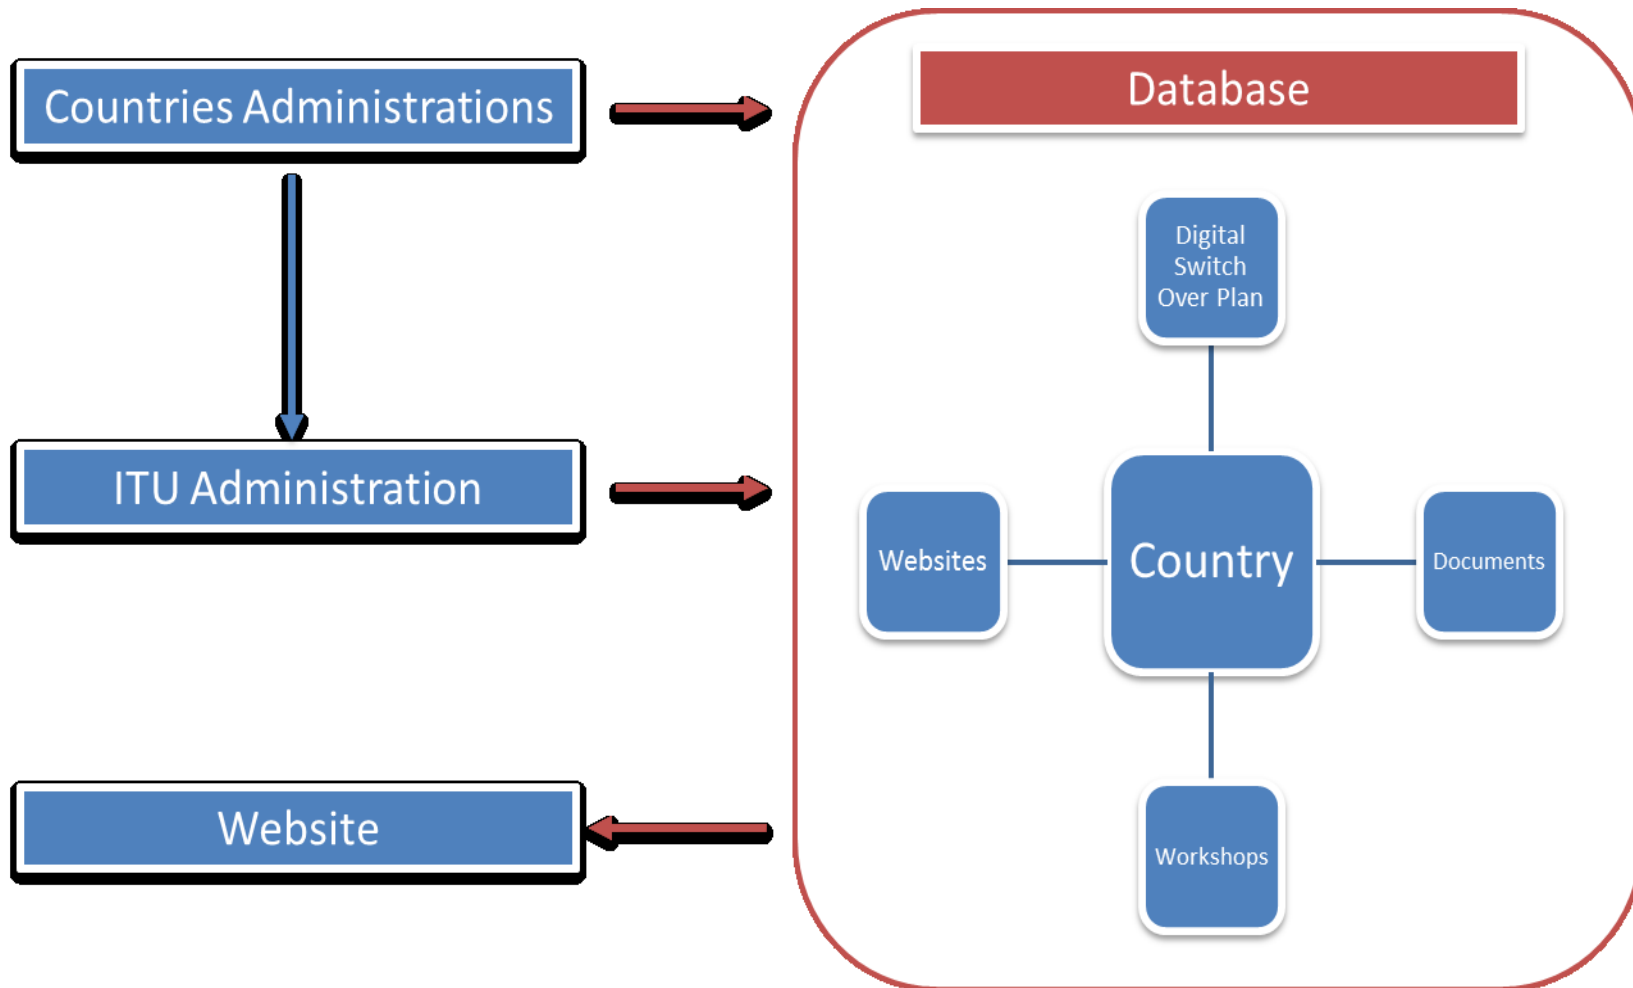 Countries Administrations
ITU Administration
Website
Database
Digital
Switch
Over Plan
Websites
Country
Documents
Workshops